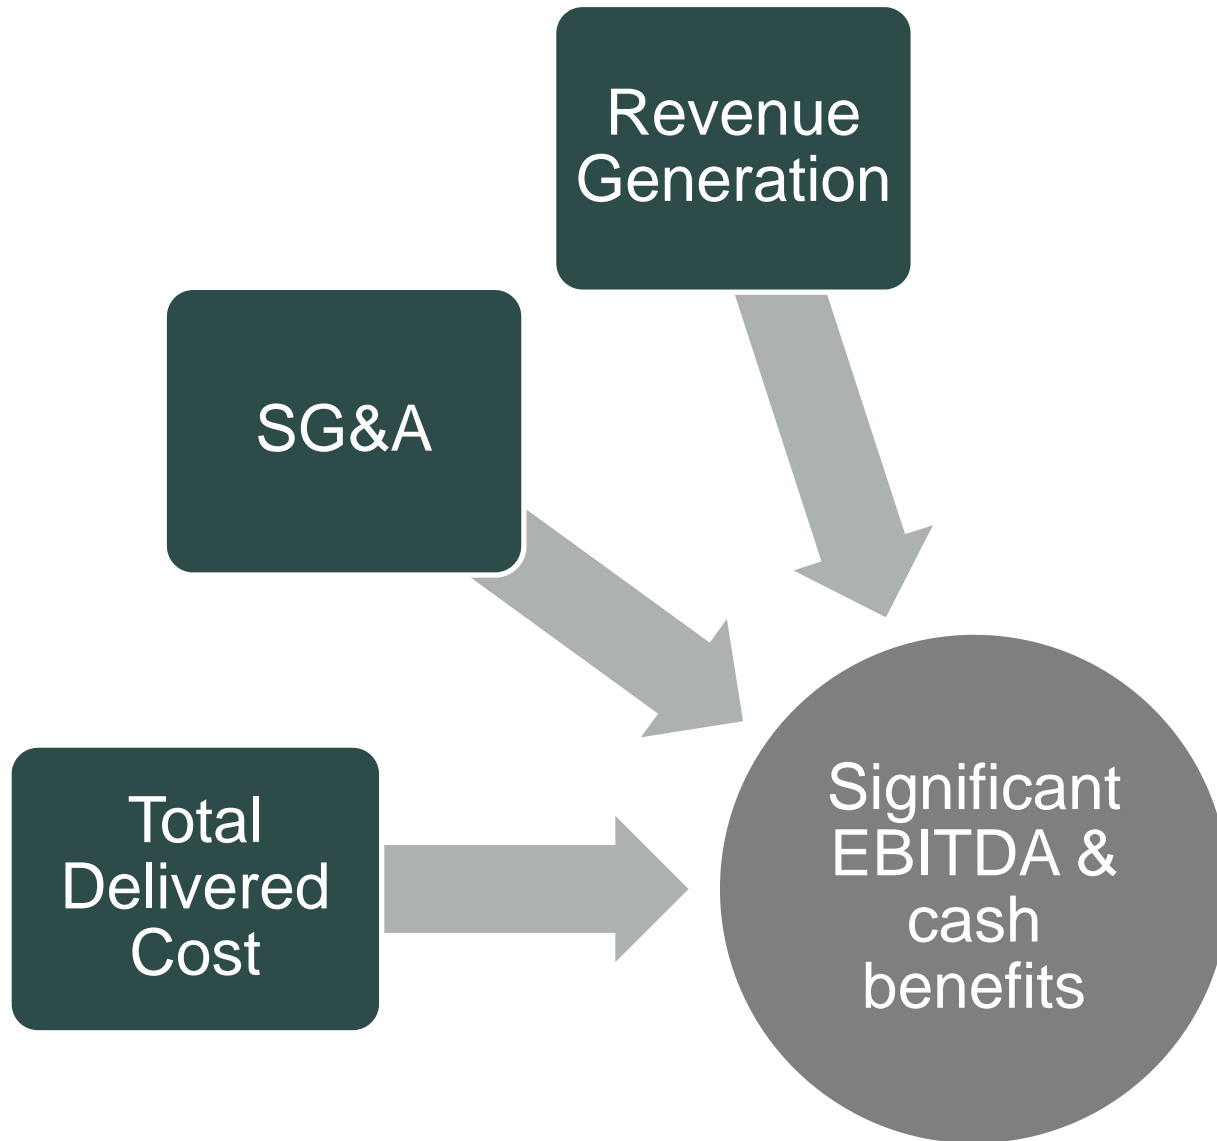 Revenue
Generation
SG&A
Total
Delivered
Cost
Significant
EBITDA &
cash
benefits